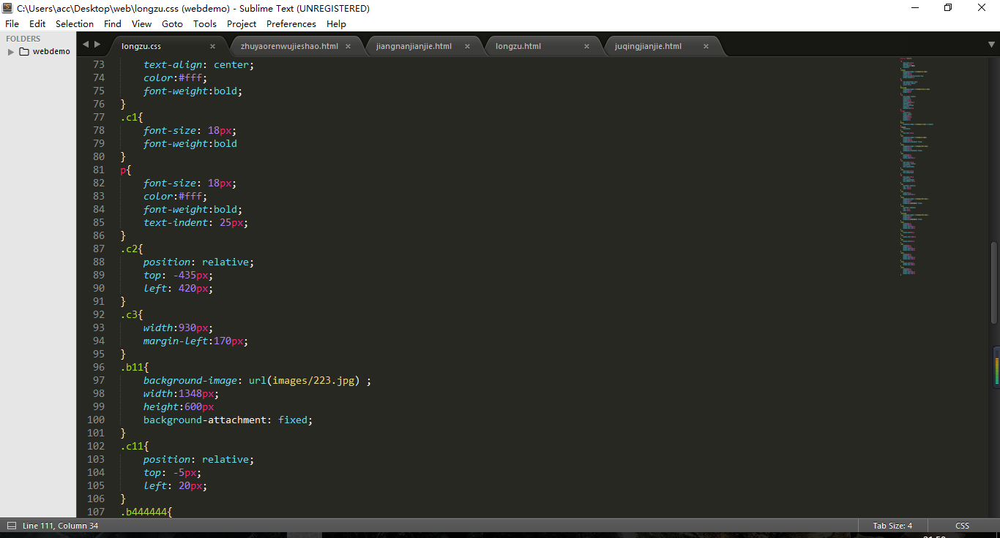 C:\Users\acc\Desktop\web\longzu.css (webdemo) - Sublime Text (UNREGISTERED)
File Edit Selection Find View Goto Tools Project Preferences Help
FOLDERS
webdemo
longzu.css × zhuyaorenwujieshao.html × jiangnanjianjie.html × longzu.html × juqingjianjie.html ×
73 text-align: center;
74 color:#fff;
75 font-weight:bold;
76 }
77 .c1{
78 font-size: 18px;
79 font-weight:bold
80 }
81 p{
82 font-size: 18px;
83 color:#fff;
84 font-weight:bold;
85 text-indent: 25px;
86 }
87 .c2{
88 position: relative;
89 top: -435px;
90 left: 420px;
91 }
92 .c3{
93 width:930px;
94 margin-left:170px;
95 }
96 .b11{
97 background-image: url(images/223.jpg) ;
98 width:1348px;
99 height:600px
100 background-attachment: fixed;
101 }
102 .c11{
103 position: relative;
104 top: -5px;
105 left: 20px;
106 }
107 .b444444{
Line 111, Column 34 Tab Size: 4 CSS